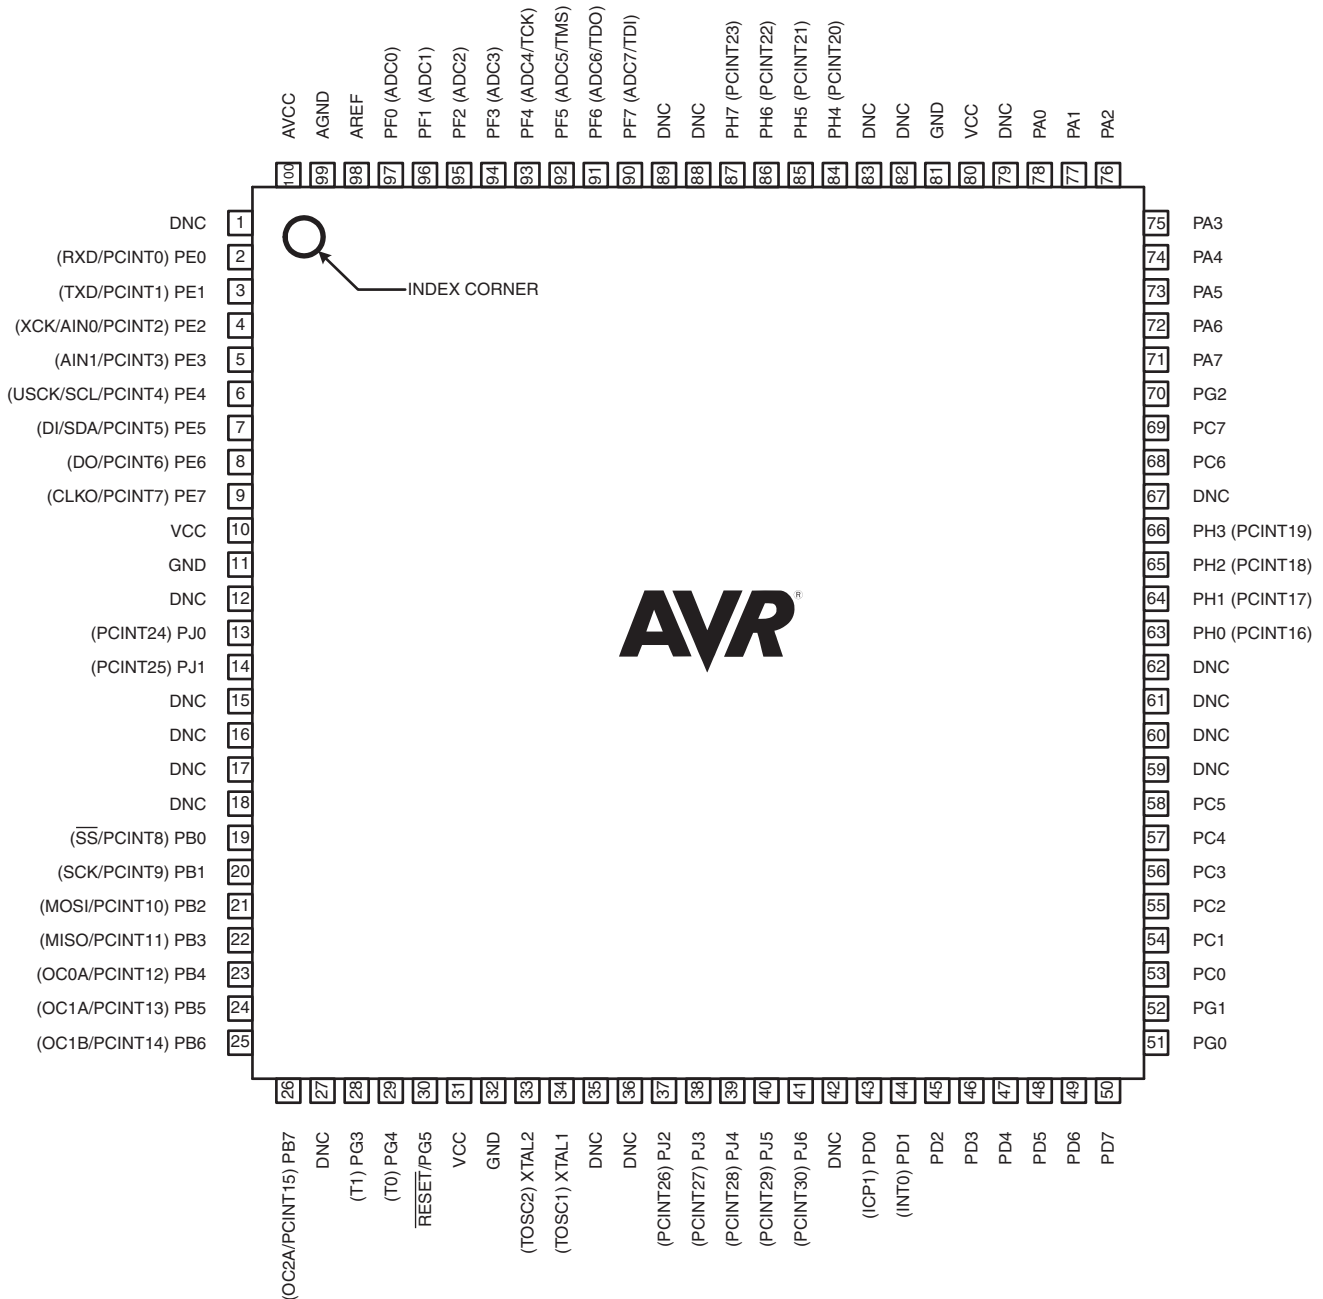 AVCC
AGND
AREF
PF0 (ADC0)
PF1 (ADC1)
PF2 (ADC2)
PF3 (ADC3)
PF4 (ADC4/TCK)
PF5 (ADC5/TMS)
PF6 (ADC6/TDO)
PF7 (ADC7/TDI)
DNC
DNC
PH7 (PCINT23)
PH6 (PCINT22)
PH5 (PCINT21)
PH4 (PCINT20)
DNC
DNC
GND
VCC
DNC
PA0
PA1
PA2
100 99 98 97 96 95 94 93 92 91 90 89 88 87 86 85 84 83 82 81 80 79 78 77 76
DNC 1
(RXD/PCINT0) PE0 2
(TXD/PCINT1) PE1 3
(XCK/AIN0/PCINT2) PE2 4
(AIN1/PCINT3) PE3 5
(USCK/SCL/PCINT4) PE4 6
(DI/SDA/PCINT5) PE5 7
(DO/PCINT6) PE6 8
(CLKO/PCINT7) PE7 9
VCC 10
GND 11
DNC 12
(PCINT24) PJ0 13
(PCINT25) PJ1 14
DNC 15
DNC 16
DNC 17
DNC 18
(SS/PCINT8) PB0 19
(SCK/PCINT9) PB1 20
(MOSI/PCINT10) PB2 21
(MISO/PCINT11) PB3 22
(OC0A/PCINT12) PB4 23
(OC1A/PCINT13) PB5 24
(OC1B/PCINT14) PB6 25
INDEX CORNER
AVR®
75 PA3
74 PA4
73 PA5
72 PA6
71 PA7
70 PG2
69 PC7
68 PC6
67 DNC
66 PH3 (PCINT19)
65 PH2 (PCINT18)
64 PH1 (PCINT17)
63 PH0 (PCINT16)
62 DNC
61 DNC
60 DNC
59 DNC
58 PC5
57 PC4
56 PC3
55 PC2
54 PC1
53 PC0
52 PG1
51 PG0
26 27 28 29 30 31 32 33 34 35 36 37 38 39 40 41 42 43 44 45 46 47 48 49 50
(OC2A/PCINT15) PB7
DNC
(T1) PG3
(T0) PG4
RESET/PG5
VCC
GND
(TOSC2) XTAL2
(TOSC1) XTAL1
DNC
DNC
(PCINT26) PJ2
(PCINT27) PJ3
(PCINT28) PJ4
(PCINT29) PJ5
(PCINT30) PJ6
DNC
(ICP1) PD0
(INT0) PD1
PD2
PD3
PD4
PD5
PD6
PD7